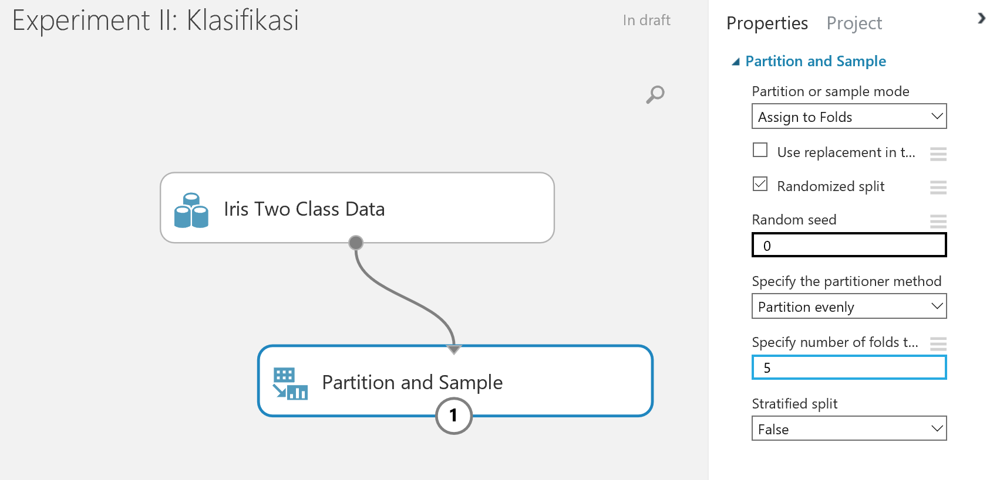 Experiment II: Klasifikasi
In draft
Iris Two Class Data
Partition and Sample
1
Properties Project
Partition and Sample
Partition or sample mode
Assign to Folds
Use replacement in t...
Randomized split
Random seed
0
Specify the partitioner method
Partition evenly
Specify number of folds t...
5
Stratified split
False